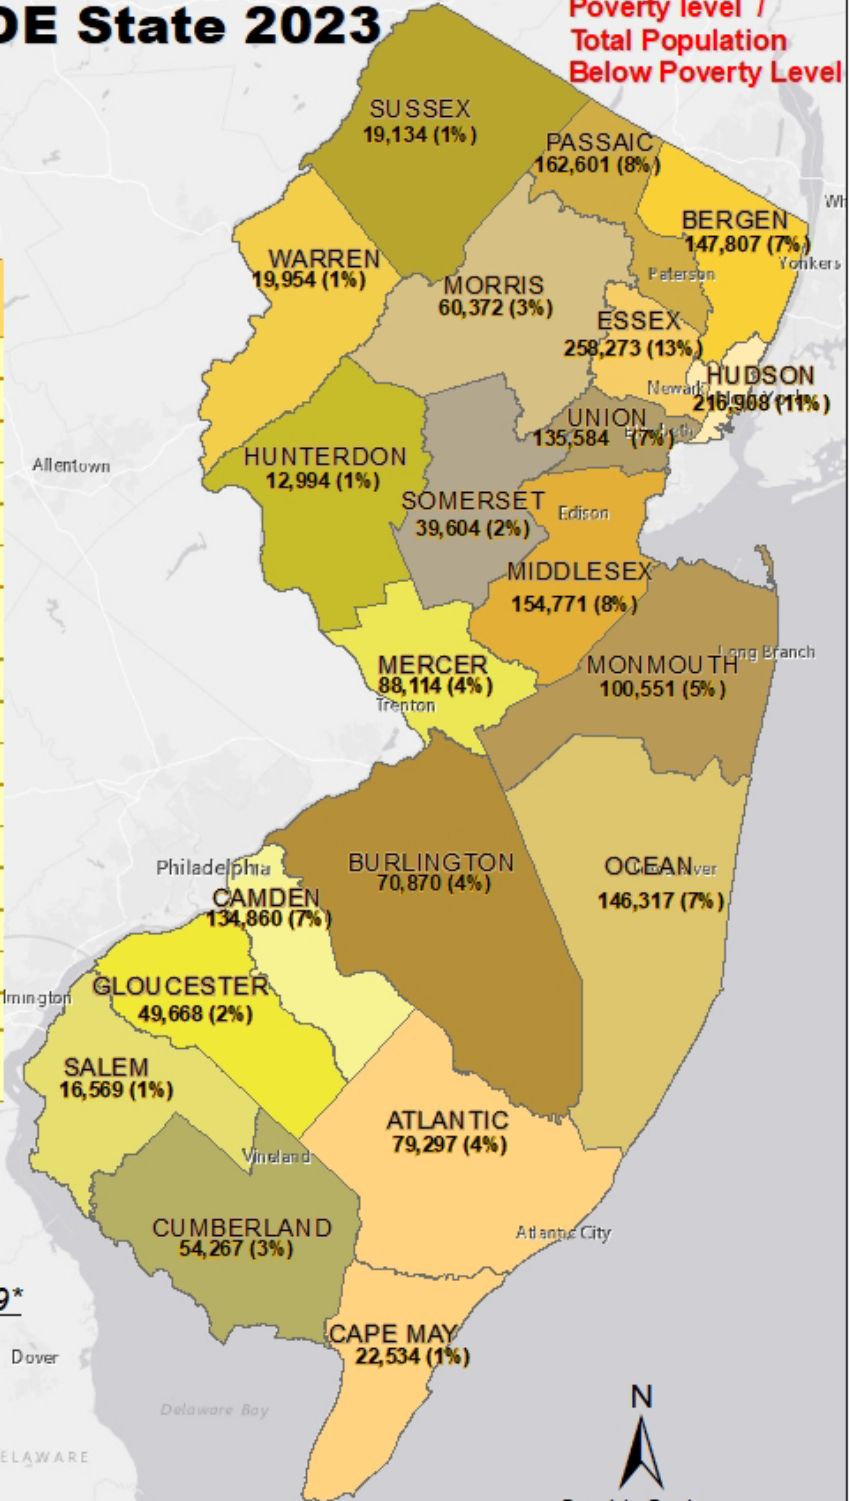 DE State 2023
Poverty level /
Total Population
Below Poverty Level
SUSSEX
19,134 (1%)
PASSAIC
162,601 (8%)
Wh
BERGEN
147,807 (7%)
Yonkers
WARREN
19,954 (1%)
Paterson
MORRIS
60,372 (3%)
ESSEX
258,273 (13%)
HUDSON
Newark
216,908 (11%)
UNION
135,584 (7%)
Allentown
HUNTERDON
12,994 (1%)
SOMERSET
39,604 (2%)
Edison
MIDDLESEX
154,771 (8%)
Long Branch
MERCER
88,114 (4%)
MONMOUTH
100,551 (5%)
Trenton
Philadelphia
BURLINGTON
70,870 (4%)
OCEAN
146,317 (7%)
CAMDEN
134,860 (7%)
GLOUCESTER
49,668 (2%)
lmington
SALEM
16,569 (1%)
ATLANTIC
79,297 (4%)
Vineland
CUMBERLAND
54,267 (3%)
Atlantic City
9*
CAPE MAY
22,534 (1%)
Dover
Delaware Bay
ELAWARE
N